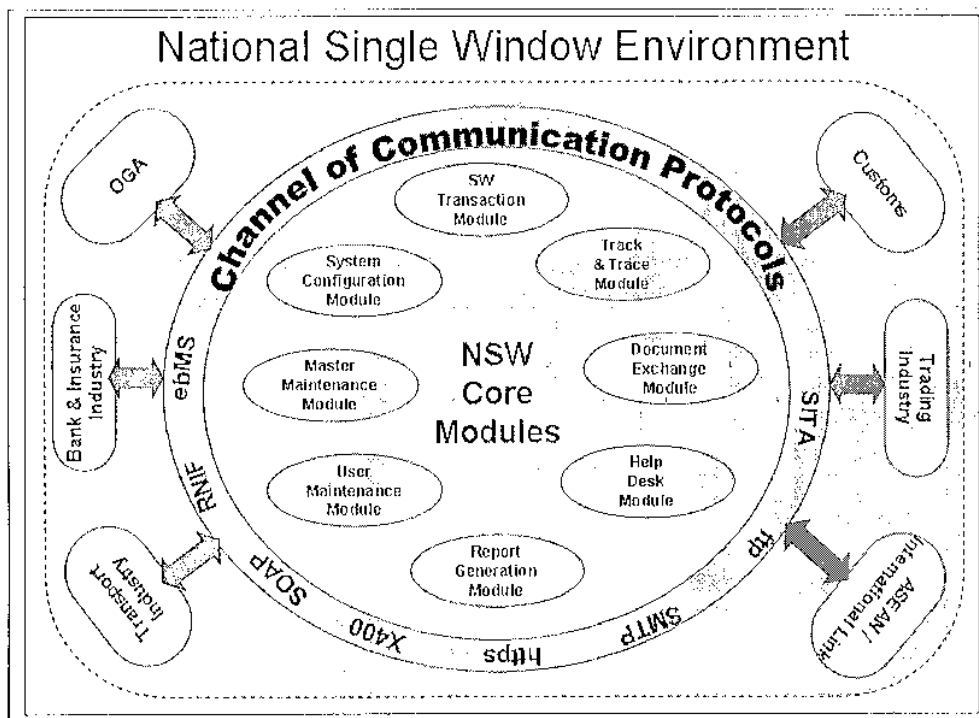 National Single Window Environment
OGA
Customs
Channel of Communication Protocols
SW
Transaction
Module
System
Configuration
Module
Track
& Trace
Module
Bank & Insurance
Industry
ebMS
Master
Maintenance
Module
NSW
Core
Modules
Document
Exchange
Module
SITA
Trading
Industry
RNIF
User
Maintenance
Module
Help
Desk
Module
Transport
Industry
SOAP
X400
https
SMTP
ftp
Report
Generation
Module
ASEAN /
International Link